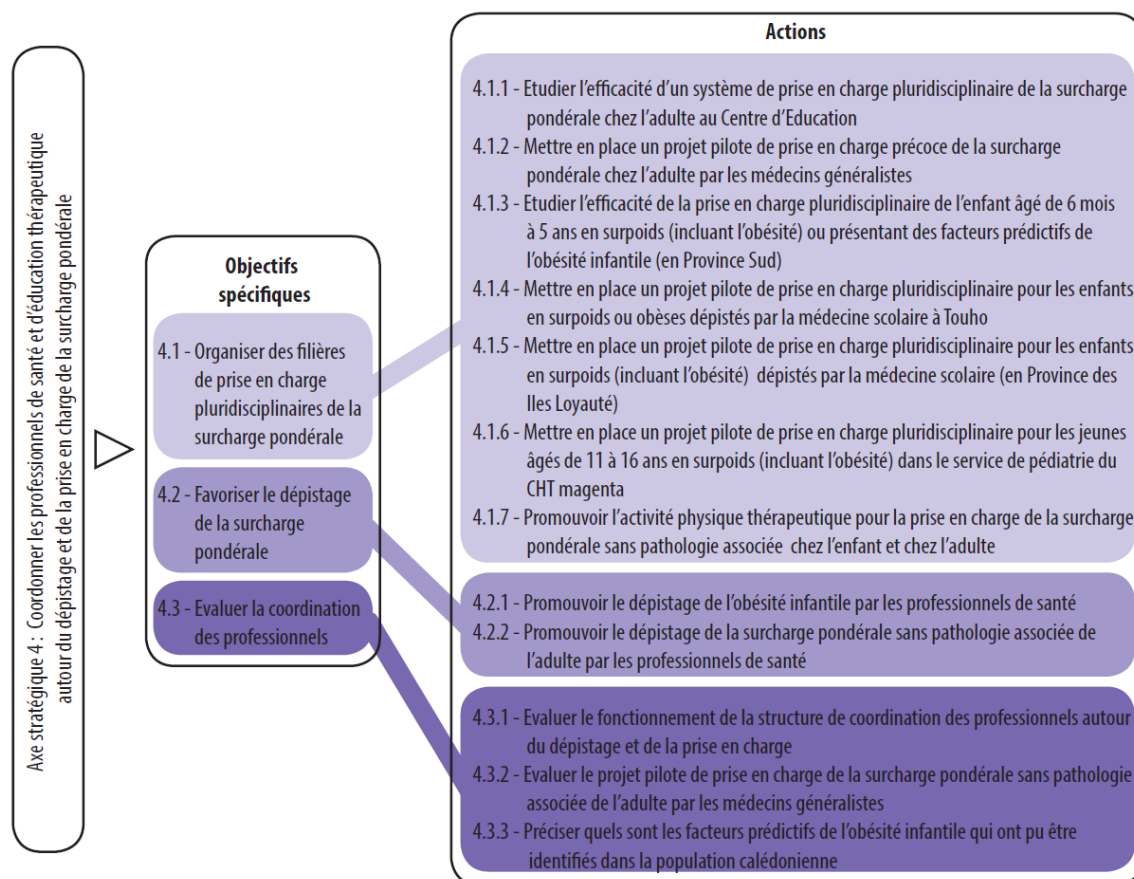 Axe stratégique 4 : Coordonner les professionnels de santé et d'éducation thérapeutique
autour du dépistage et de la prise en charge de la surcharge pondérale
Objectifs
spécifiques
4.1 - Organiser des filières
de prise en charge
pluridisciplinaires de la
surcharge pondérale
4.2 - Favoriser le dépistage
de la surcharge
pondérale
4.3 - Evaluer la coordination
des professionnels
Actions
4.1.1 - Etudier l'efficacité d'un système de prise en charge pluridisciplinaire de la surcharge
pondérale chez l'adulte au Centre d'Education
4.1.2 - Mettre en place un projet pilote de prise en charge précoce de la surcharge
pondérale chez l'adulte par les médecins généralistes
4.1.3 - Etudier l'efficacité de la prise en charge pluridisciplinaire de l'enfant âgé de 6 mois
à 5 ans en surpoids (incluant l'obésité) ou présentant des facteurs prédictifs de
l'obésité infantile (en Province Sud)
4.1.4 - Mettre en place un projet pilote de prise en charge pluridisciplinaire pour les enfants
en surpoids ou obèses dépistés par la médecine scolaire à Touho
4.1.5 - Mettre en place un projet pilote de prise en charge pluridisciplinaire pour les enfants
en surpoids (incluant l'obésité) dépistés par la médecine scolaire (en Province des
Iles Loyauté)
4.1.6 - Mettre en place un projet pilote de prise en charge pluridisciplinaire pour les jeunes
âgés de 11 à 16 ans en surpoids (incluant l'obésité) dans le service de pédiatrie du
CHT magenta
4.1.7 - Promouvoir l'activité physique thérapeutique pour la prise en charge de la surcharge
pondérale sans pathologie associée chez l'enfant et chez l'adulte
4.2.1 - Promouvoir le dépistage de l'obésité infantile par les professionnels de santé
4.2.2 - Promouvoir le dépistage de la surcharge pondérale sans pathologie associée de
l'adulte par les professionnels de santé
4.3.1 - Evaluer le fonctionnement de la structure de coordination des professionnels autour
du dépistage et de la prise en charge
4.3.2 - Evaluer le projet pilote de prise en charge de la surcharge pondérale sans pathologie
associée de l'adulte par les médecins généralistes
4.3.3 - Préciser quels sont les facteurs prédictifs de l'obésité infantile qui ont pu être
identifiés dans la population calédonienne